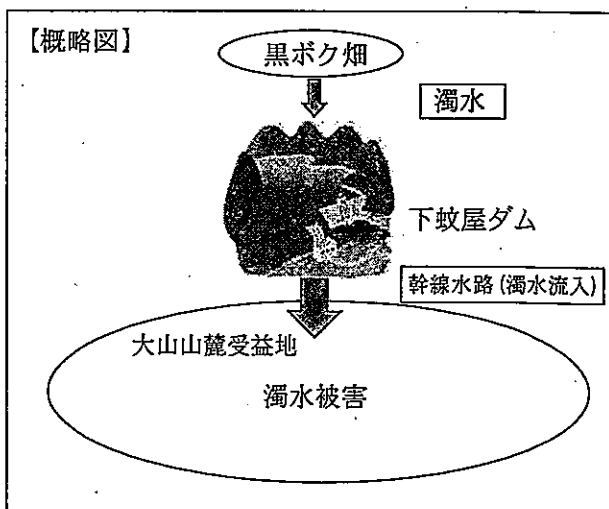 【概略図】
黒ボク畑
濁水
下蚊屋ダム
幹線水路(濁水流入)
大山山麓受益地
濁水被害